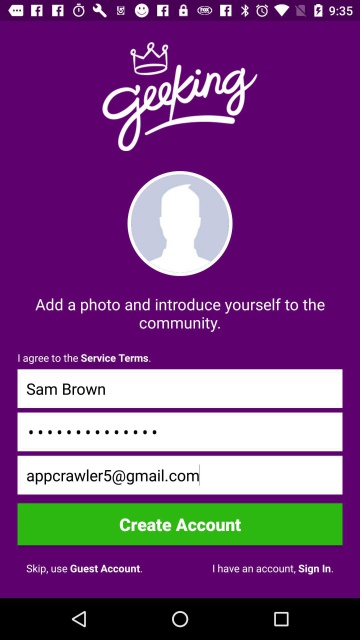 9:35
geeking
Add a photo and introduce yourself to the
community.
I agree to the Service Terms.
Sam Brown
••••••••••••••
appcrawler5@gmail.com
Create Account
Skip, use Guest Account. I have an account, Sign In.